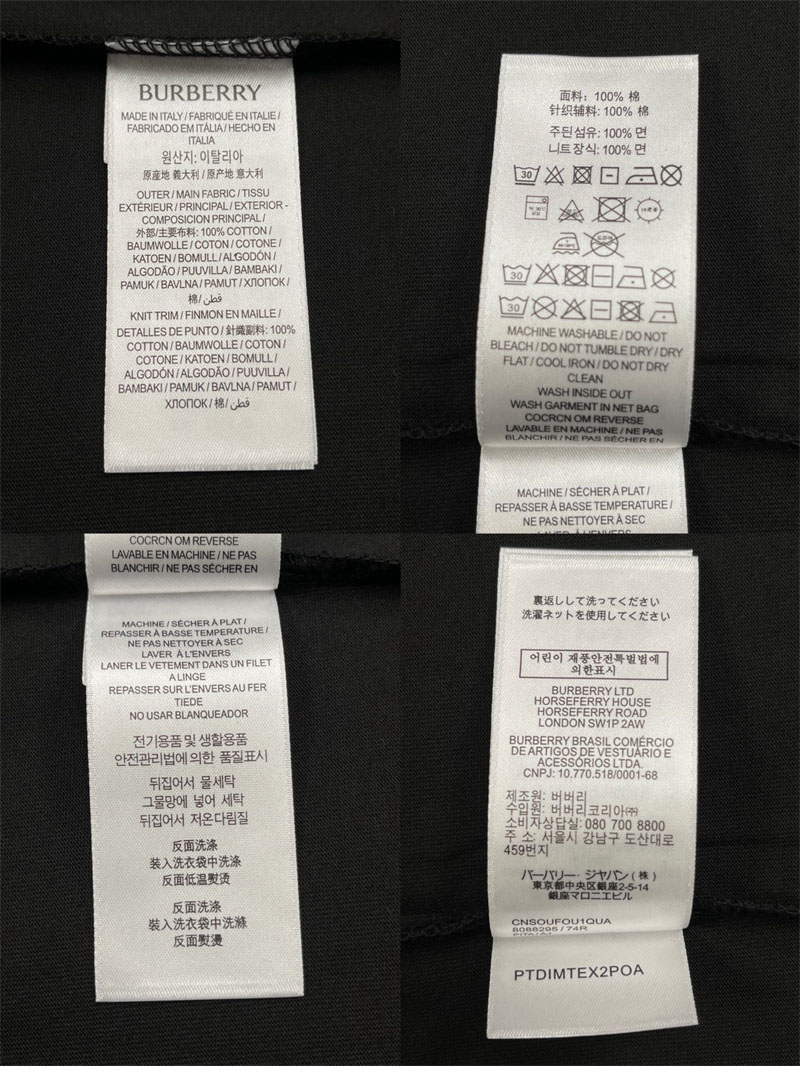 BURBERRY
MADE IN ITALY / FABRIQUÉ EN ITALIE /
FABRICADO EM ITÁLIA / HECHO EN
ITALIA
원산지: 이탈리아
原産地 義大利 / 原产地 意大利
OUTER / MAIN FABRIC / TISSU
EXTÉRIEUR / PRINCIPAL / EXTERIOR -
COMPOSICION PRINCIPAL /
外部/主要布料: 100% COTTON /
BAUMWOLLE / COTON / COTONE /
KATOEN / BOMULL / ALGODÓN /
ALGODÃO / PUUVILLA / BAMBAKI /
PAMUK / BAVLNA / PAMUT / ХЛОПОК /
棉/ قطن
KNIT TRIM / FINMON EN MAILLE /
DETALLES DE PUNTO / 針織副料: 100%
COTTON / BAUMWOLLE / COTON /
COTONE / KATOEN / BOMULL /
ALGODÓN / ALGODÃO / PUUVILLA /
BAMBAKI / PAMUK / BAVLNA / PAMUT /
ХЛОПОК / 棉/ قطن
面料: 100% 棉
针织辅料: 100% 棉
주된섬유: 100% 면
니트장식: 100% 면
30
30
30
MACHINE WASHABLE / DO NOT
BLEACH / DO NOT TUMBLE DRY / DRY
FLAT / COOL IRON / DO NOT DRY
CLEAN
WASH INSIDE OUT
WASH GARMENT IN NET BAG
COCRCN OM REVERSE
LAVABLE EN MACHINE / NE PAS
BLANCHIR / NE PAS SÉCHER EN
MACHINE / SÉCHER À PLAT /
REPASSER À BASSE TEMPÉRATURE /
NE PAS NETTOYER À SEC
LAVER À L'ENVERS
COCRCN OM REVERSE
LAVABLE EN MACHINE / NE PAS
BLANCHIR / NE PAS SÉCHER EN
MACHINE / SÉCHER À PLAT /
REPASSER À BASSE TEMPERATURE /
NE PAS NETTOYER À SEC
LAVER À L'ENVERS
LANER LE VETEMENT DANS UN FILET
A LINGE
REPASSER SUR L'ENVERS AU FER
TIEDE
NO USAR BLANQUEADOR
전기용품 및 생활용품
안전관리법에 의한 품질표시
뒤집어서 물세탁
그물망에 넣어 세탁
뒤집어서 저온다림질
反面洗涤
装入洗衣袋中洗涤
反面低温熨烫
反面洗涤
裝入洗衣袋中洗滌
反面熨燙
裏返しして洗ってください
洗濯ネットを使用してください
어린이 재풍안전특별법에
의한표시
BURBERRY LTD
HORSEFERRY HOUSE
HORSEFERRY ROAD
LONDON SW1P 2AW
BURBERRY BRASIL COMÉRCIO
DE ARTIGOS DE VESTUÁRIO E
ACESSÓRIOS LTDA.
CNPJ: 10.770.518/0001-68
제조원: 버버리
수입원: 버버리코리아㈜
소비자상담실: 080 700 8800
주 소: 서울시 강남구 도산대로
459번지
バーバリー・ジャパン(株)
東京都中央区銀座2-5-14
銀座マロニエビル
CNSOUFOU1QUA
8088295 / 74R
PTDIMTEX2POA